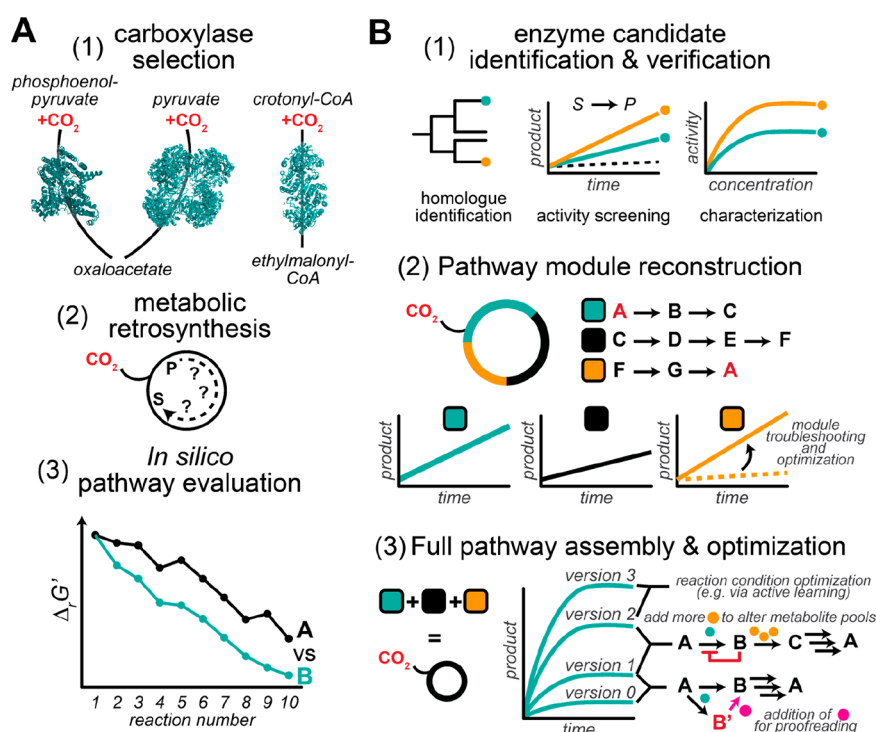 A
(1) carboxylase
selection
phosphoenol-
pyruvate
+CO2
pyruvate
+CO2
crotonyl-CoA
+CO2
oxaloacetate
ethylmalonyl-
CoA
(2) metabolic
retrosynthesis
CO2
P
?
?
?
S
(3) In silico
pathway evaluation
ΔrG'
A
vs
B
1 2 3 4 5 6 7 8 9 10
reaction number
B
(1) enzyme candidate
identification & verification
homologue
identification
S → P
product
time
activity screening
activity
concentration
characterization
(2) Pathway module reconstruction
CO2
A → B → C
C → D → E → F
F → G → A
product
time
product
time
product
time
module
troubleshooting
and
optimization
(3) Full pathway assembly & optimization
+ +
=
CO2
product
time
version 3
version 2
version 1
version 0
reaction condition optimization
(e.g. via active learning)
add more to alter metabolite pools
A → B → C → A
A → B → A
B'
addition of
for proofreading